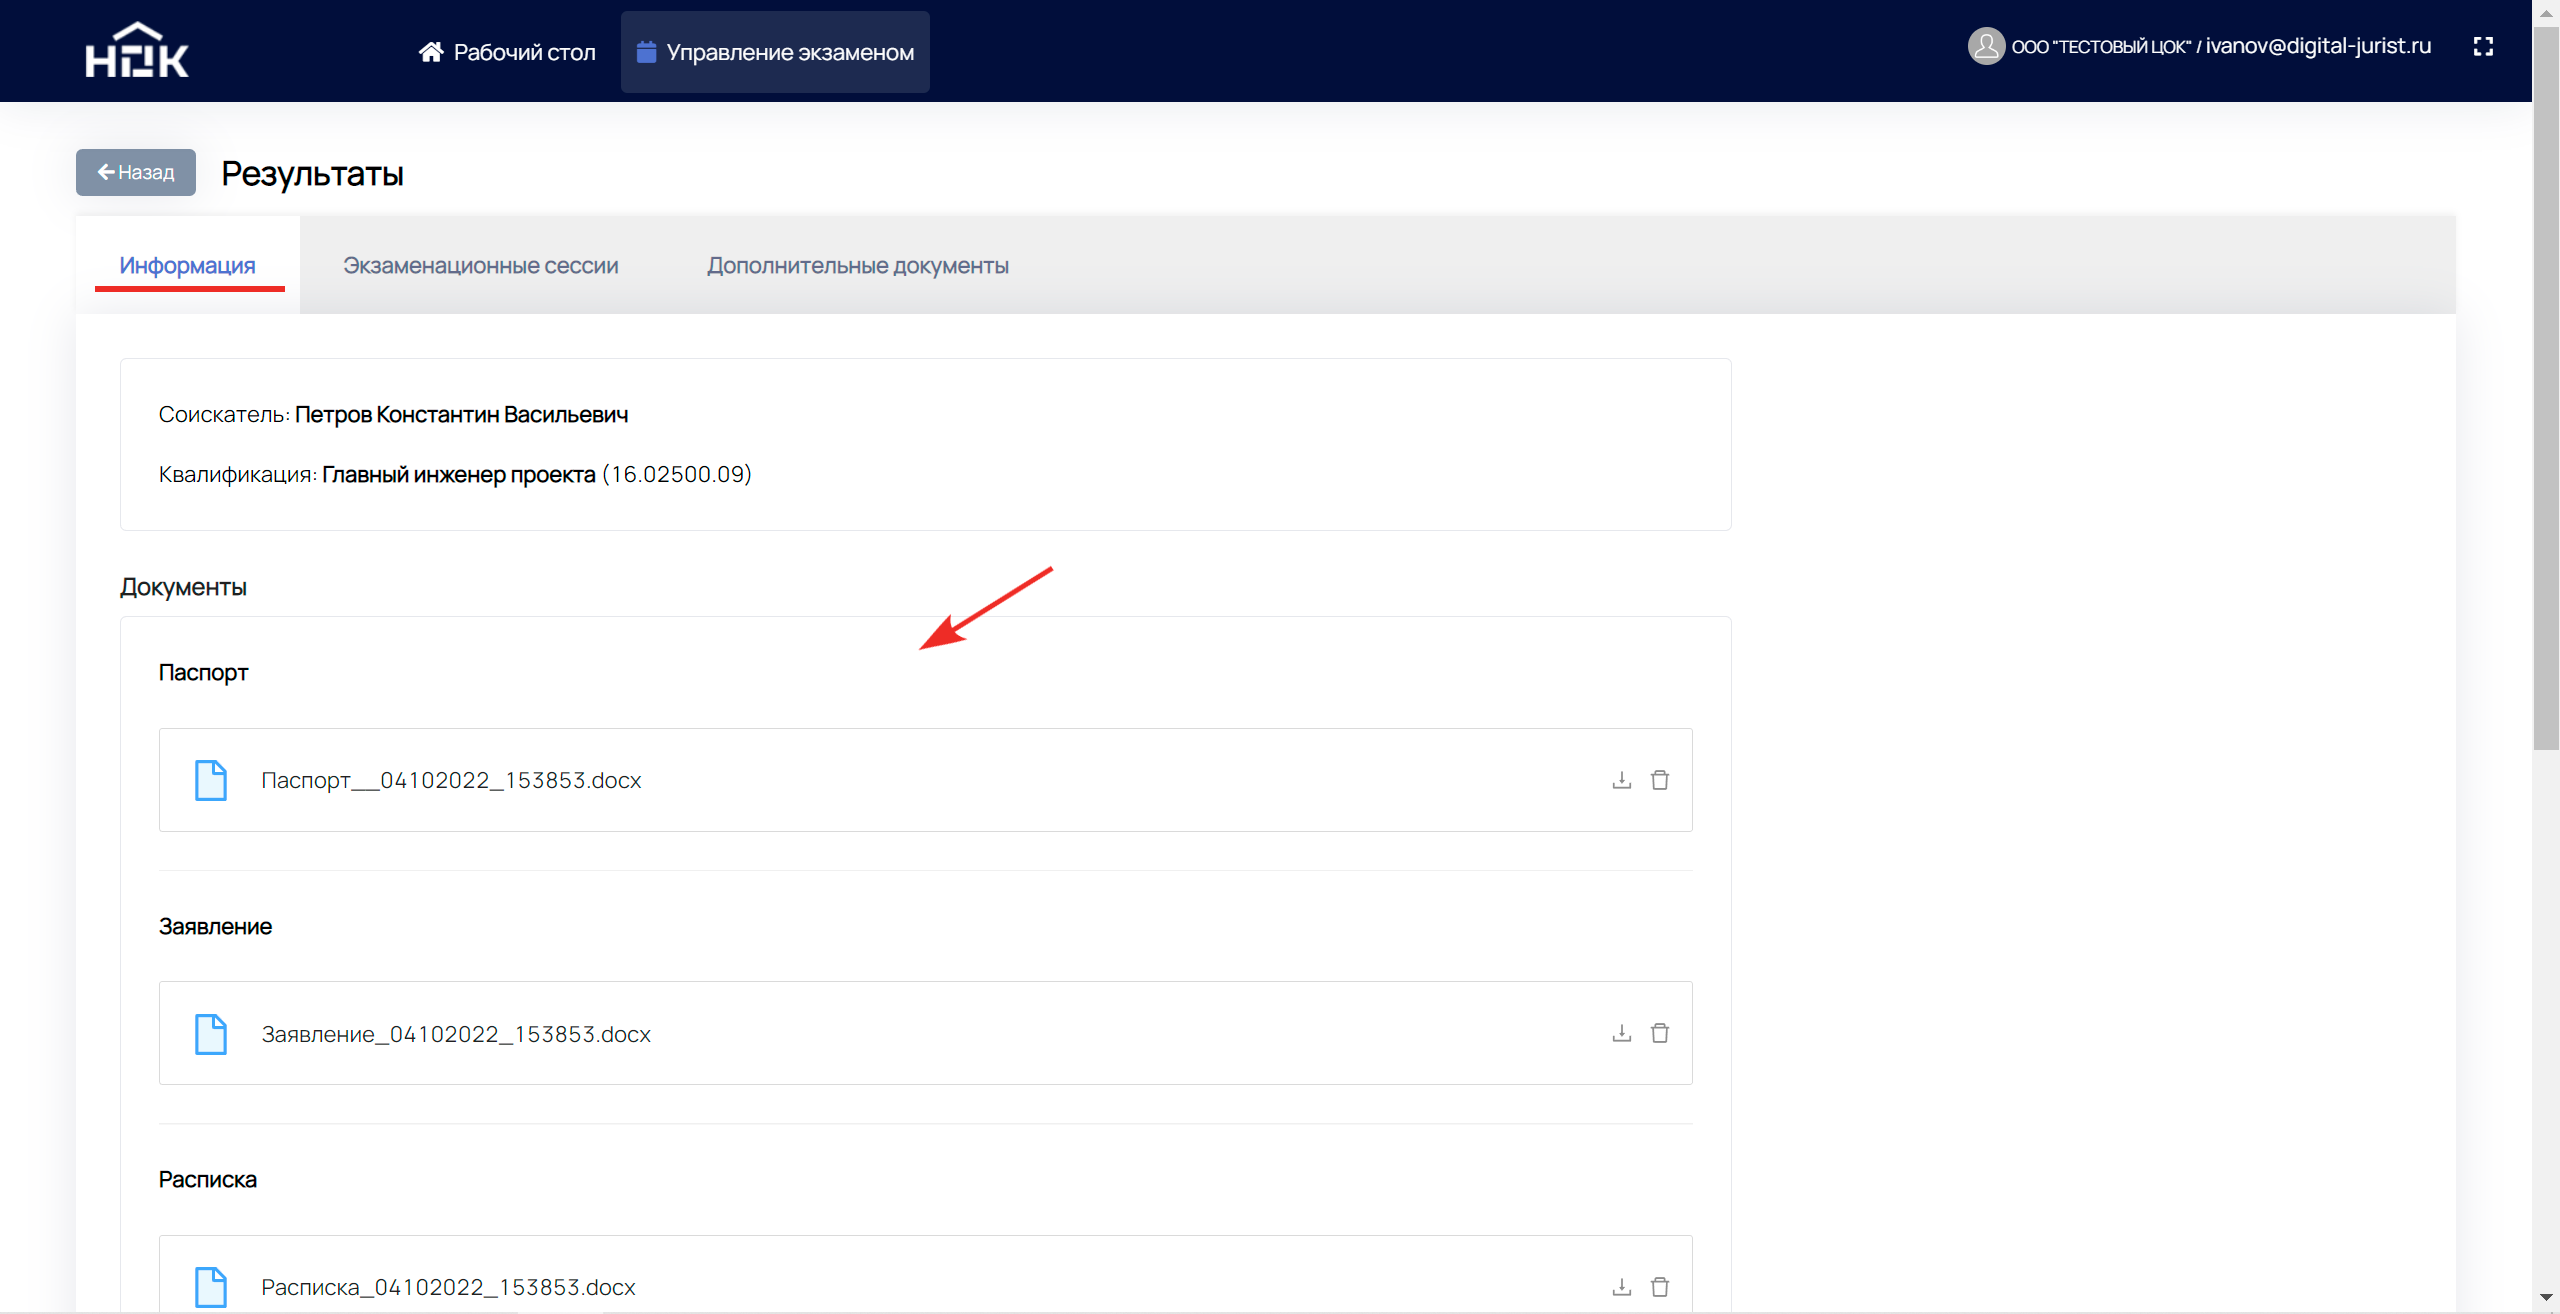 НОК
Рабочий стол
Управление экзаменом
ООО "ТЕСТОВЫЙ ЦОК" / ivanov@digital-jurist.ru
Назад
Результаты
Информация
Экзаменационные сессии
Дополнительные документы
Соискатель: Петров Константин Васильевич
Квалификация: Главный инженер проекта (16.02500.09)
Документы
Паспорт
Паспорт__04102022_153853.docx
Заявление
Заявление_04102022_153853.docx
Расписка
Расписка_04102022_153853.docx